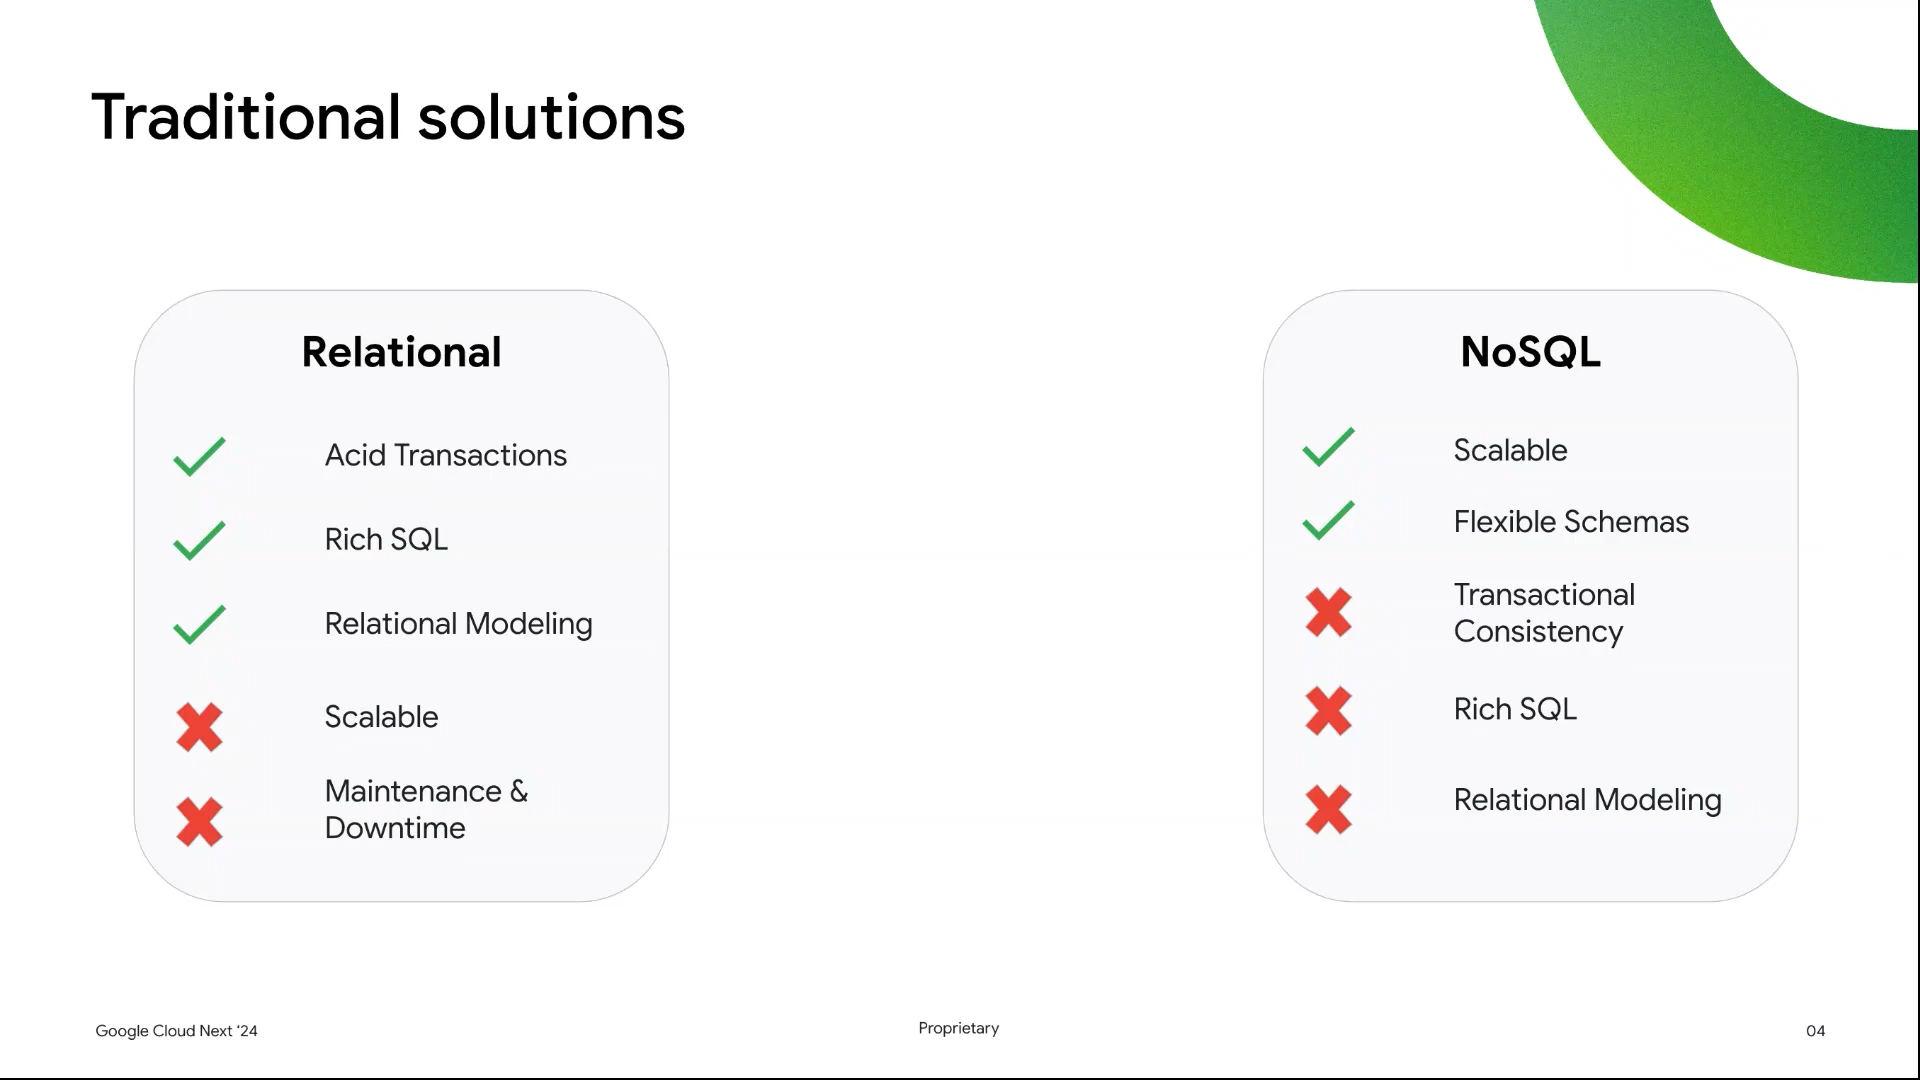 Traditional solutions
Relational
Acid Transactions
Rich SQL
Relational Modeling
Scalable
Maintenance &
Downtime
NoSQL
Scalable
Flexible Schemas
Transactional
Consistency
Rich SQL
Relational Modeling
Google Cloud Next ‘24
Proprietary
04